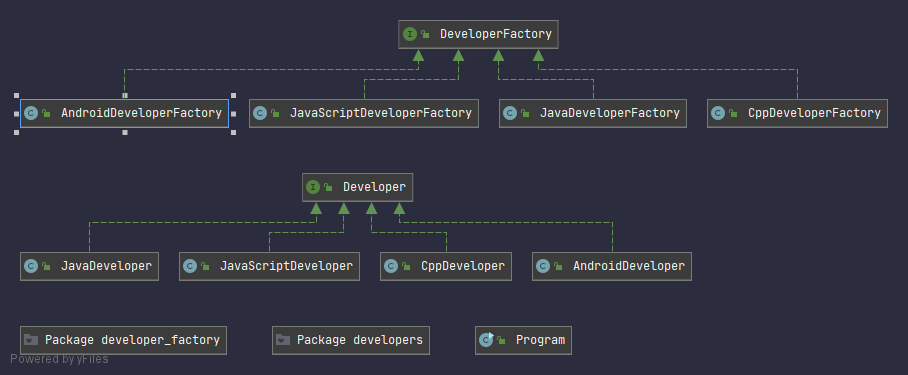 DeveloperFactory
AndroidDeveloperFactory
JavaScriptDeveloperFactory
JavaDeveloperFactory
CppDeveloperFactory
Developer
JavaDeveloper
JavaScriptDeveloper
CppDeveloper
AndroidDeveloper
Package developer_factory
Package developers
Program
Powered by yFiles